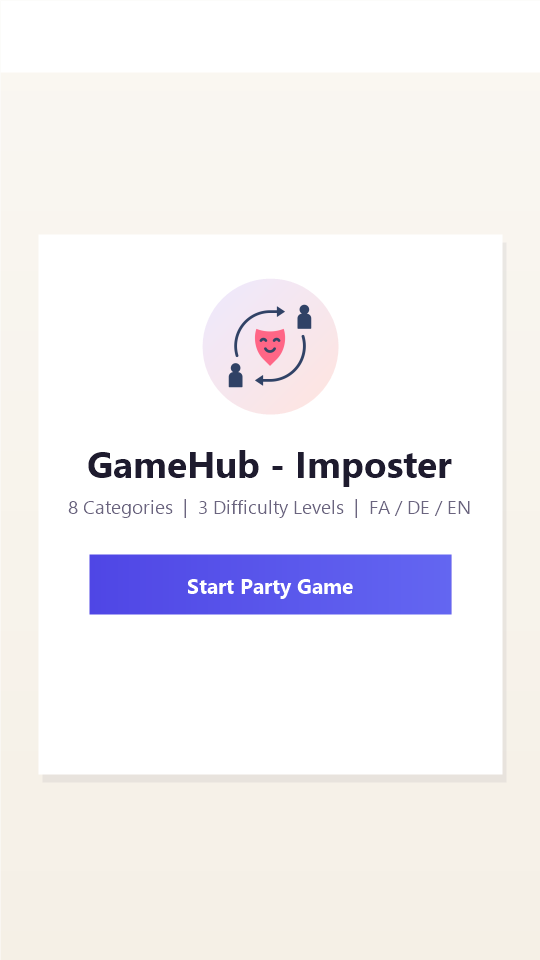 GameHub - Imposter
8 Categories | 3 Difficulty Levels | FA / DE / EN
Start Party Game